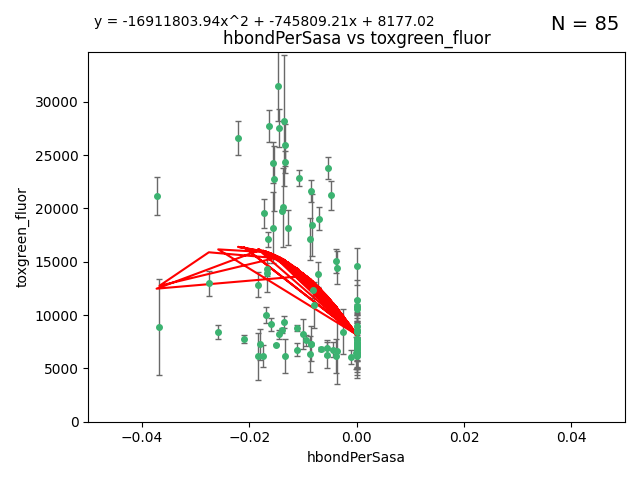 y = -16911803.94x^2 + -745809.21x + 8177.02
N = 85
hbondPerSasa vs toxgreen_fluor
toxgreen_fluor
30000
25000
20000
15000
10000
5000
0
−0.04
−0.02
0.00
0.02
0.04
hbondPerSasa